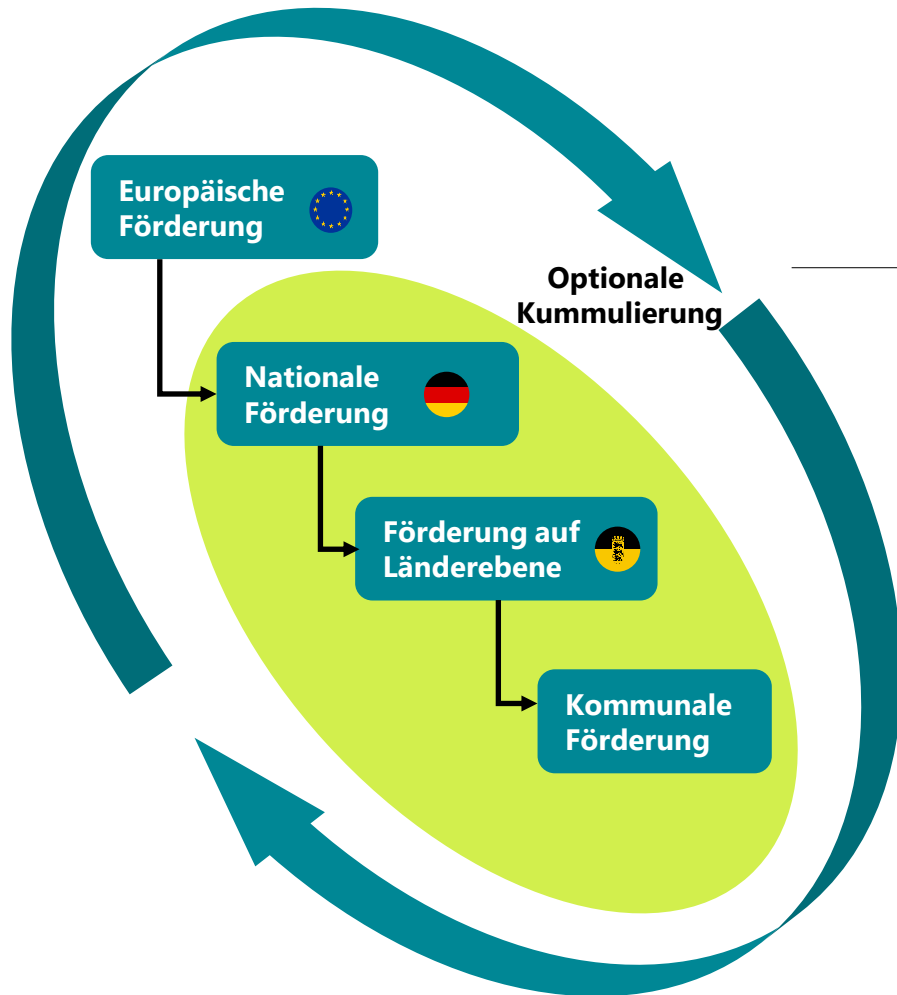 Europäische
Förderung
Optionale
Kummulierung
Nationale
Förderung
Förderung auf
Länderebene
Kommunale
Förderung